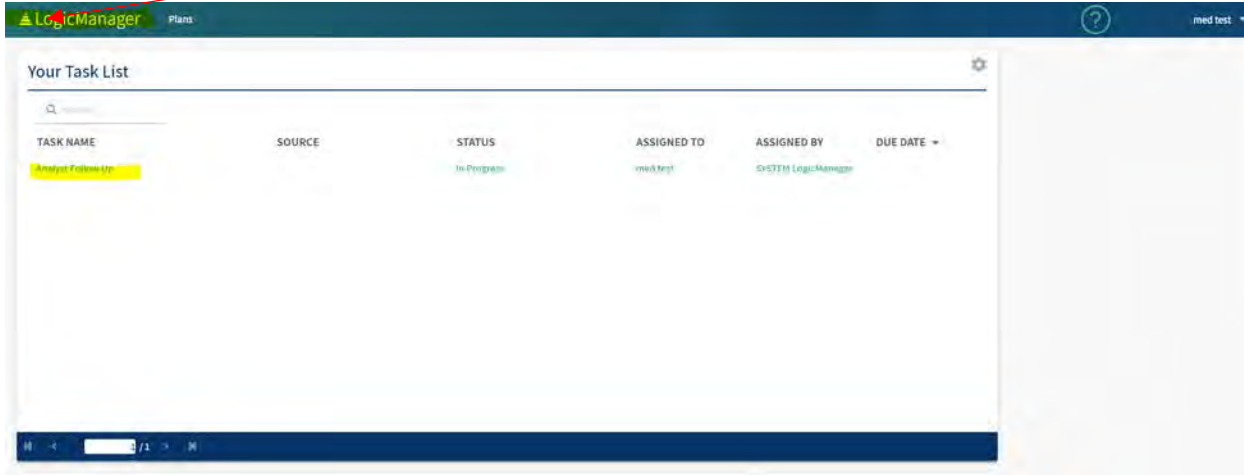 LogicManager Plans ? med test
Your Task List
TASK NAME SOURCE STATUS ASSIGNED TO ASSIGNED BY DUE DATE
Analyst Follow Up In Progress med test SYSTEM LogicManager
1 /1